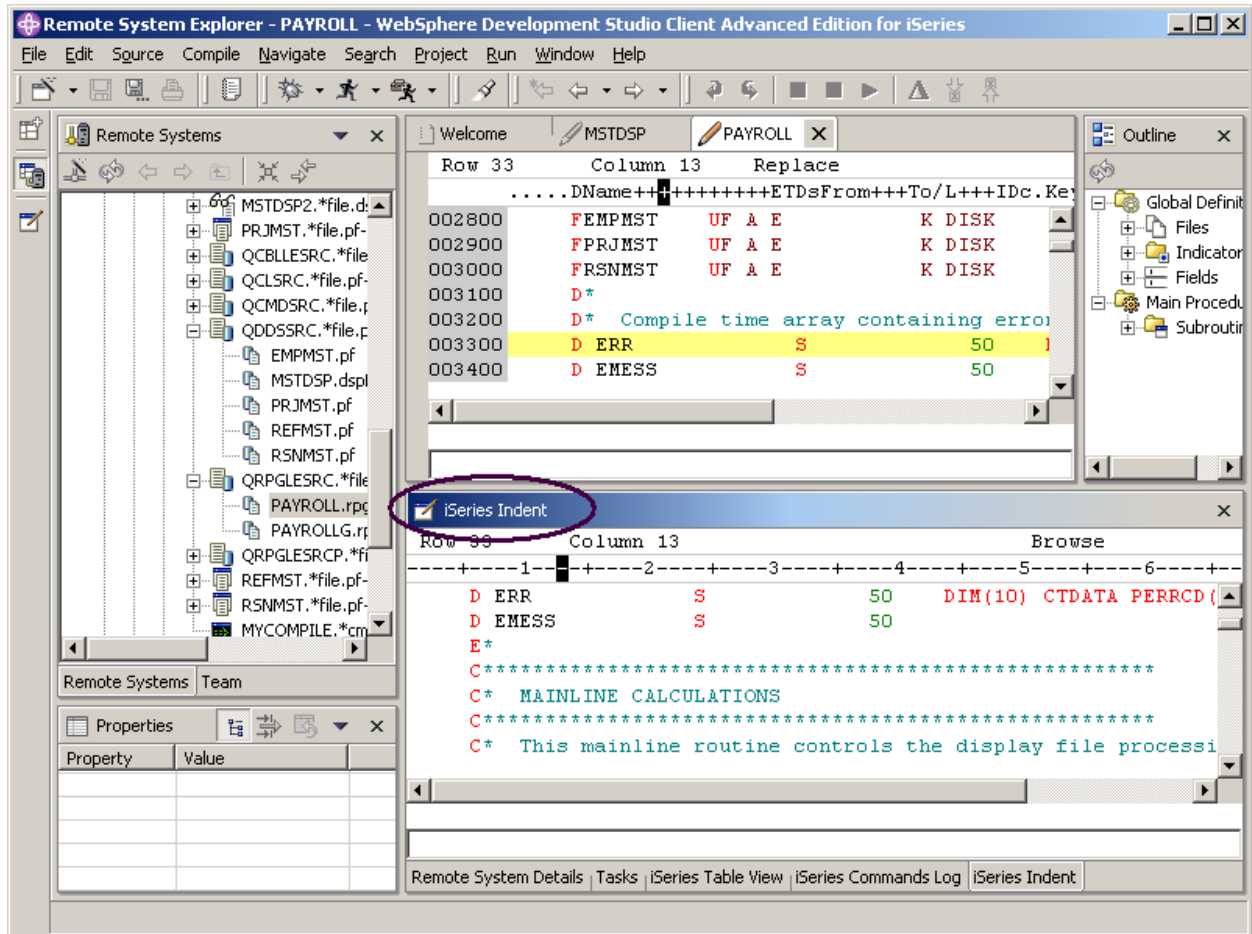 Remote System Explorer - PAYROLL - WebSphere Development Studio Client Advanced Edition for iSeries
File Edit Source Compile Navigate Search Project Run Window Help
Remote Systems
MSTDSP2.*file.d
PRJMST.*file.pf-
QCBLLESRC.*file
QCLSRC.*file.pf-
QCMDSRC.*file.p
QDDSSRC.*file.p
EMPMST.pf
MSTDSP.dspl
PRJMST.pf
REFMST.pf
RSNMST.pf
QRPGLESRC.*file
PAYROLL.rpg
PAYROLLG.rp
QRPGLESRCP.*fi
REFMST.*file.pf-
RSNMST.*file.pf-
MYCOMPILE.*cm
Remote Systems Team
Properties
Property Value
Welcome MSTDSP PAYROLL
Row 33 Column 13 Replace
.....DName+++++++++++ETDsFrom+++To/L+++IDc.Key
002800 FEMPMST UF A E K DISK
002900 FPRJMST UF A E K DISK
003000 FRSNMST UF A E K DISK
003100 D*
003200 D* Compile time array containing error
003300 D ERR S 50
003400 D EMESS S 50
Outline
Global Definit
Files
Indicator
Fields
Main Procedu
Subroutin
iSeries Indent
Row 33 Column 13 Browse
----+----1----+----2----+----3----+----4----+----5----+----6----+--
D ERR S 50 DIM(10) CTDATA PERRCD(
D EMESS S 50
E*
C******************************************************
C* MAINLINE CALCULATIONS
C******************************************************
C* This mainline routine controls the display file processi
Remote System Details Tasks iSeries Table View iSeries Commands Log iSeries Indent